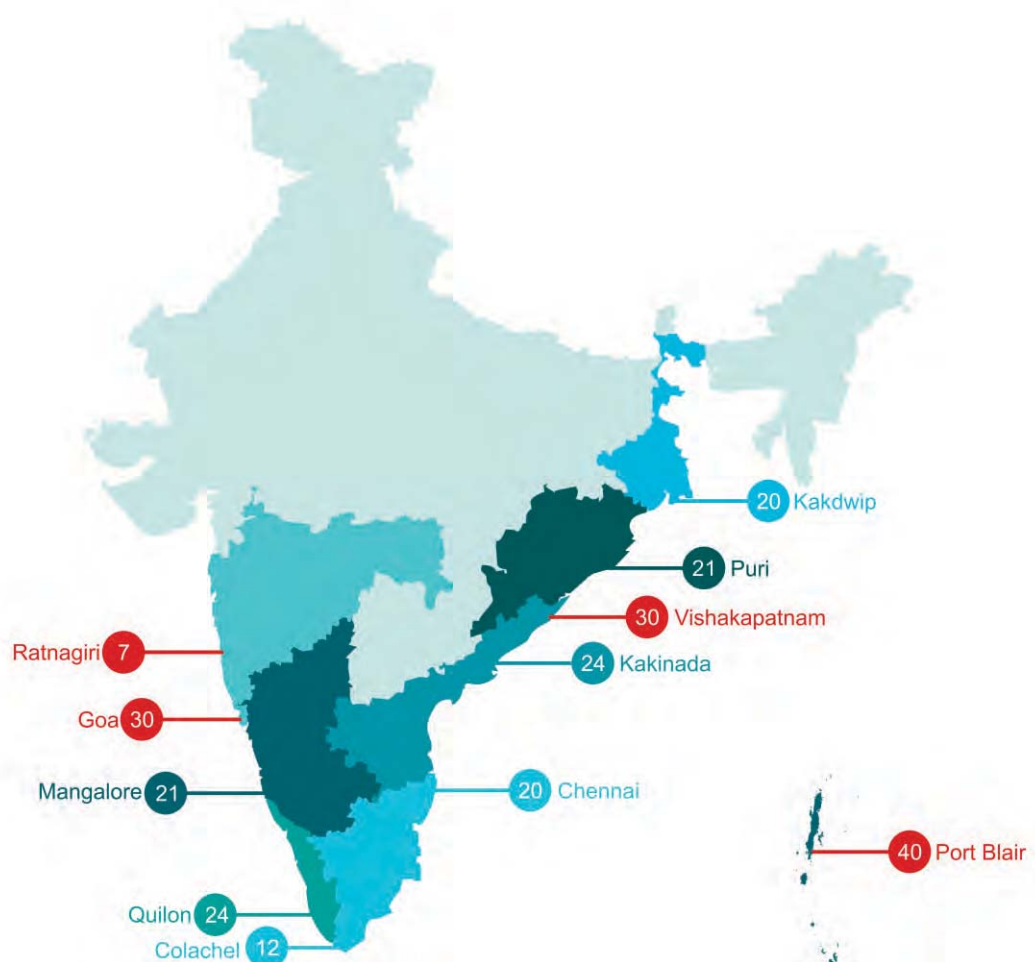 20 Kakdwip
21 Puri
30 Vishakapatnam
Ratnagiri 7
24 Kakinada
Goa 30
Mangalore 21
20 Chennai
40 Port Blair
Quilon 24
Colachel 12